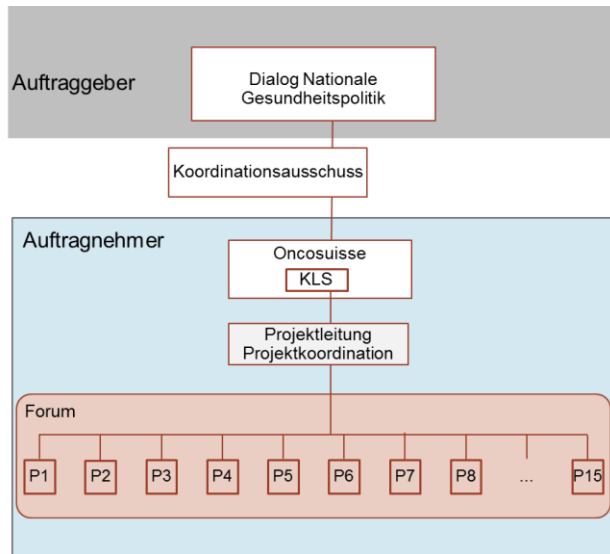 Auftraggeber
Dialog Nationale
Gesundheitspolitik
Koordinationsausschuss
Auftragnehmer
Oncosuisse
KLS
Projektleitung
Projektkoordination
Forum
P1 P2 P3 P4 P5 P6 P7 P8 ... P15